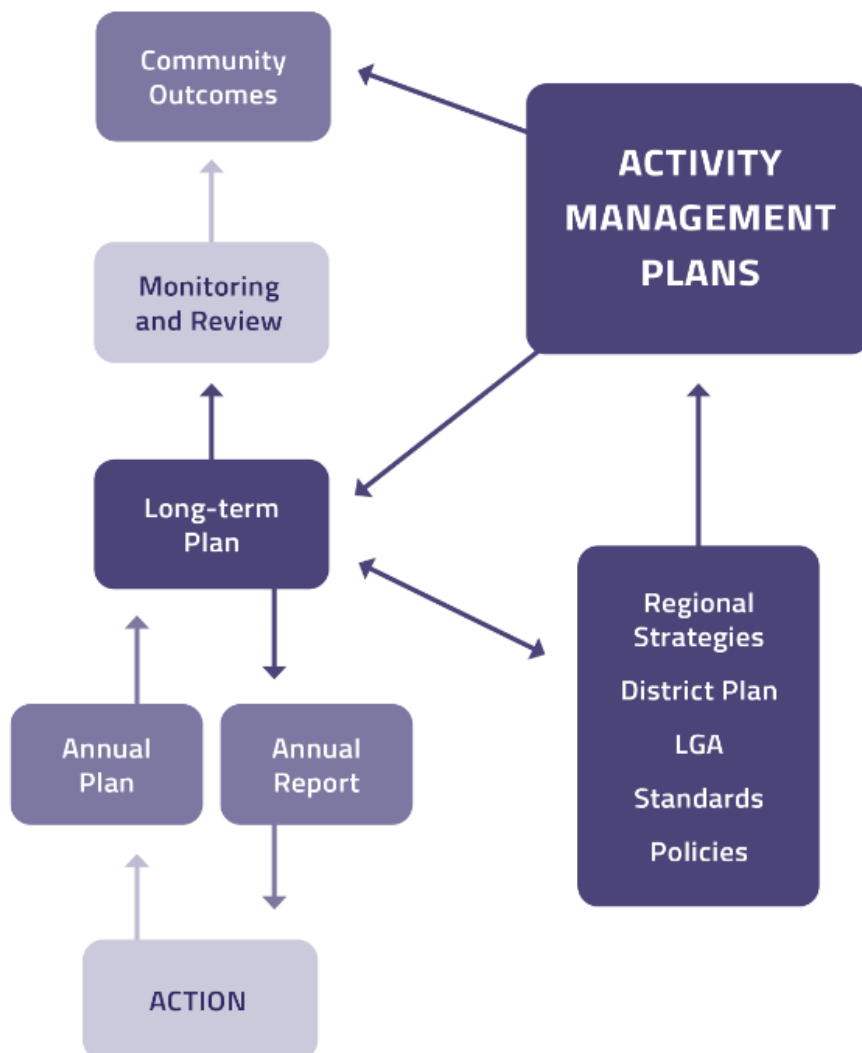 Community
Outcomes
ACTIVITY
MANAGEMENT
PLANS
Monitoring
and Review
Long-term
Plan
Regional
Strategies
District Plan
LGA
Standards
Policies
Annual
Plan
Annual
Report
ACTION